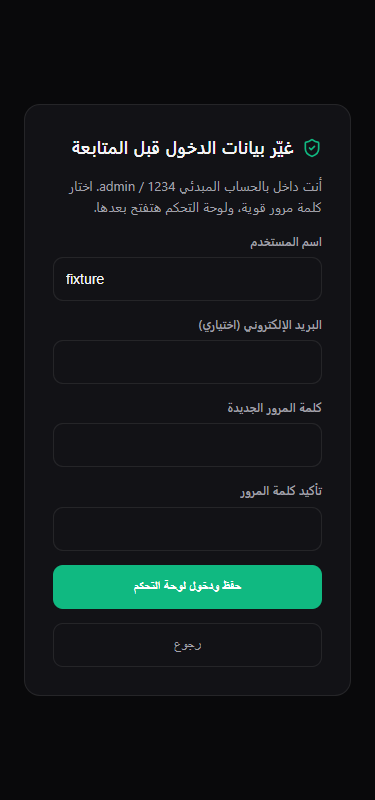 غيّر بيانات الدخول قبل المتابعة
أنت داخل بالحساب المبدئي admin / 1234. اختار
كلمة مرور قوية، ولوحة التحكم هتفتح بعدها.
اسم المستخدم
fixture
البريد الإلكتروني (اختياري)
كلمة المرور الجديدة
تأكيد كلمة المرور
حفظ ودخول لوحة التحكم
رجوع